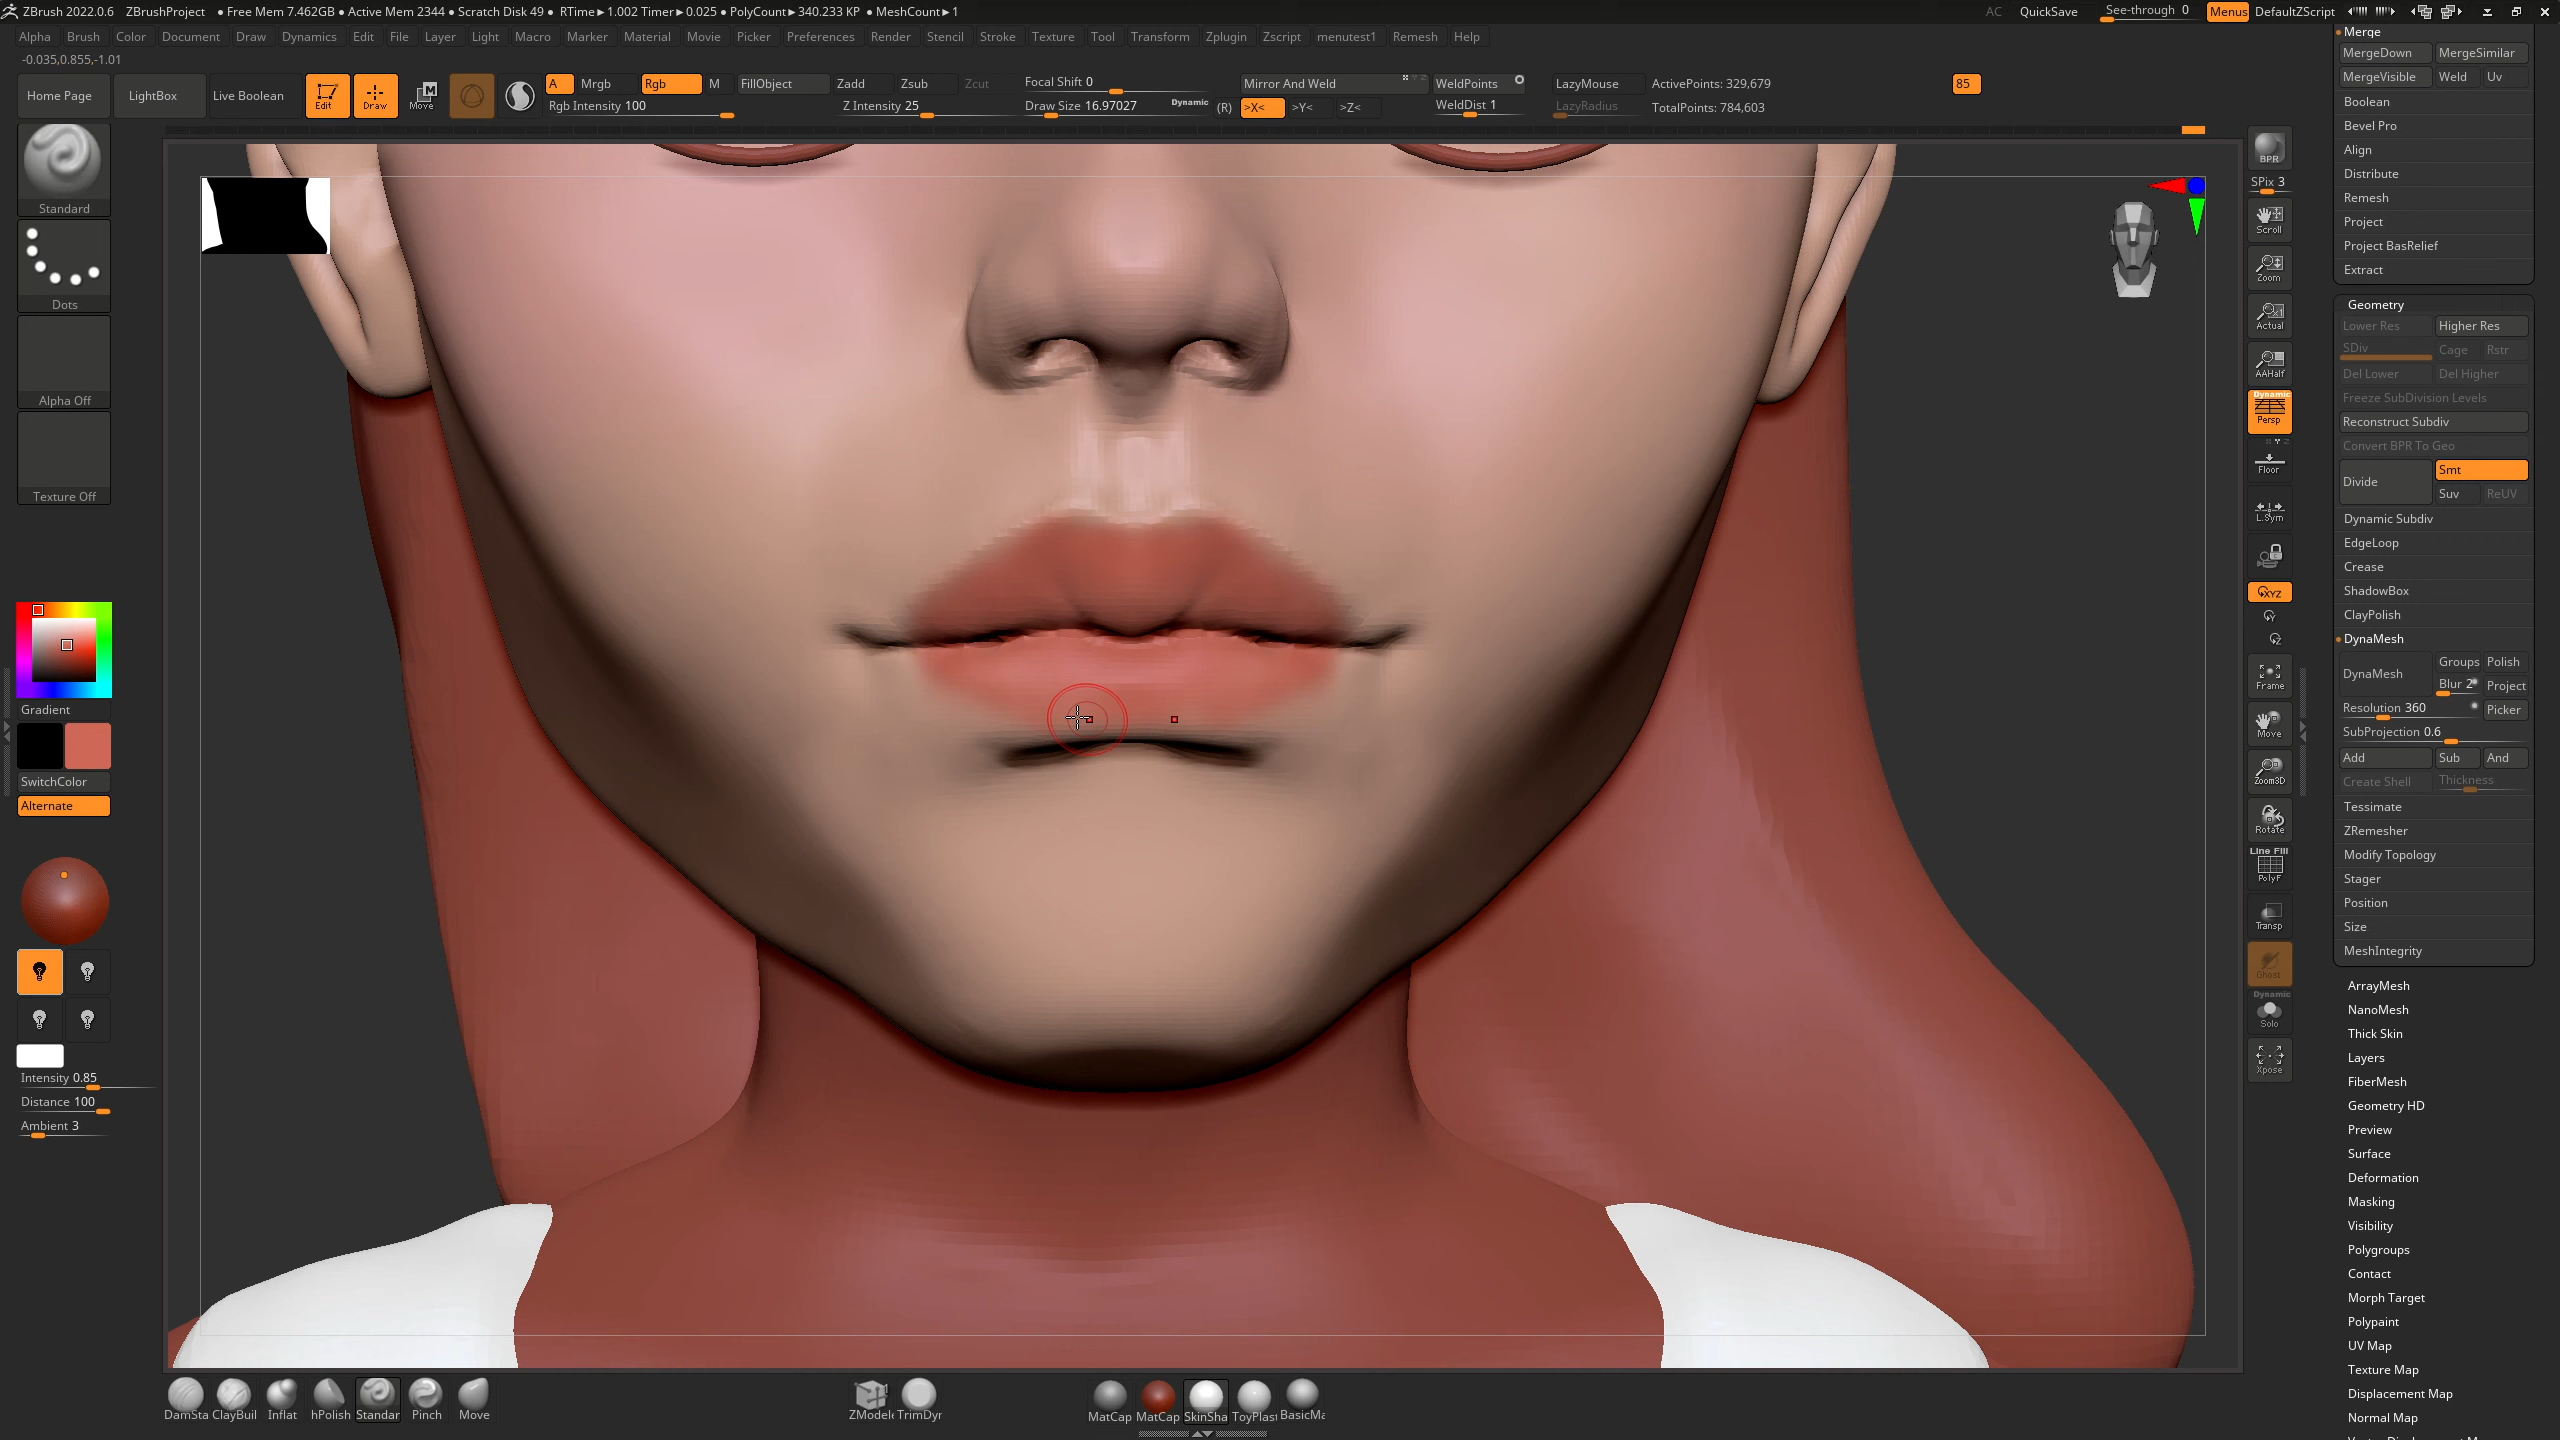 ZBrush 2022.0.6 ZBrushProject ● Free Mem 7.462GB ● Active Mem 2344 ● Scratch Disk 49 ● RTime►1.002 Timer►0.025 ● PolyCount►340.233 KP ● MeshCount►1
AC QuickSave See-through 0 Menus DefaultZScript
Alpha Brush Color Document Draw Dynamics Edit File Layer Light Macro Marker Material Movie Picker Preferences Render Stencil Stroke Texture Tool Transform Zplugin Zscript menutest1 Remesh Help
-0.035,0.855,-1.01
Home Page LightBox Live Boolean Edit Draw Move
A Mrgb Rgb M FillObject Zadd Zsub Zcut Focal Shift 0 Mirror And Weld WeldPoints LazyMouse ActivePoints: 329,679 85
Rgb Intensity 100 Z Intensity 25 Draw Size 16.97027 Dynamic (R) >X< >Y< >Z< WeldDist 1 LazyRadius TotalPoints: 784,603
Standard
Dots
Alpha Off
Texture Off
Gradient
SwitchColor
Alternate
Intensity 0.85
Distance 100
Ambient 3
BPR
SPix 3
Scroll
Zoom
Actual
AAHalf
Dynamic
Persp
Floor
L.Sym
XYZ
Y
Z
Frame
Move
Zoom3D
Rotate
Line Fill
PolyF
Transp
Ghost
Dynamic
Solo
Xpose
Merge
MergeDown MergeSimilar
MergeVisible Weld Uv
Boolean
Bevel Pro
Align
Distribute
Remesh
Project
Project BasRelief
Extract
Geometry
Lower Res Higher Res
SDiv Cage Rstr
Del Lower Del Higher
Freeze SubDivision Levels
Reconstruct Subdiv
Convert BPR To Geo
Divide Smt
Suv ReUV
Dynamic Subdiv
EdgeLoop
Crease
ShadowBox
ClayPolish
DynaMesh
DynaMesh Groups Polish
Blur 2 Project
Resolution 360 Picker
SubProjection 0.6
Add Sub And
Create Shell Thickness
Tessimate
ZRemesher
Modify Topology
Stager
Position
Size
MeshIntegrity
ArrayMesh
NanoMesh
Thick Skin
Layers
FiberMesh
Geometry HD
Preview
Surface
Deformation
Masking
Visibility
Polygroups
Contact
Morph Target
Polypaint
UV Map
Texture Map
Displacement Map
Normal Map
DamSta ClayBuil Inflat hPolish Standar Pinch Move ZModele TrimDyr MatCap MatCap SkinSha ToyPlas BasicMa